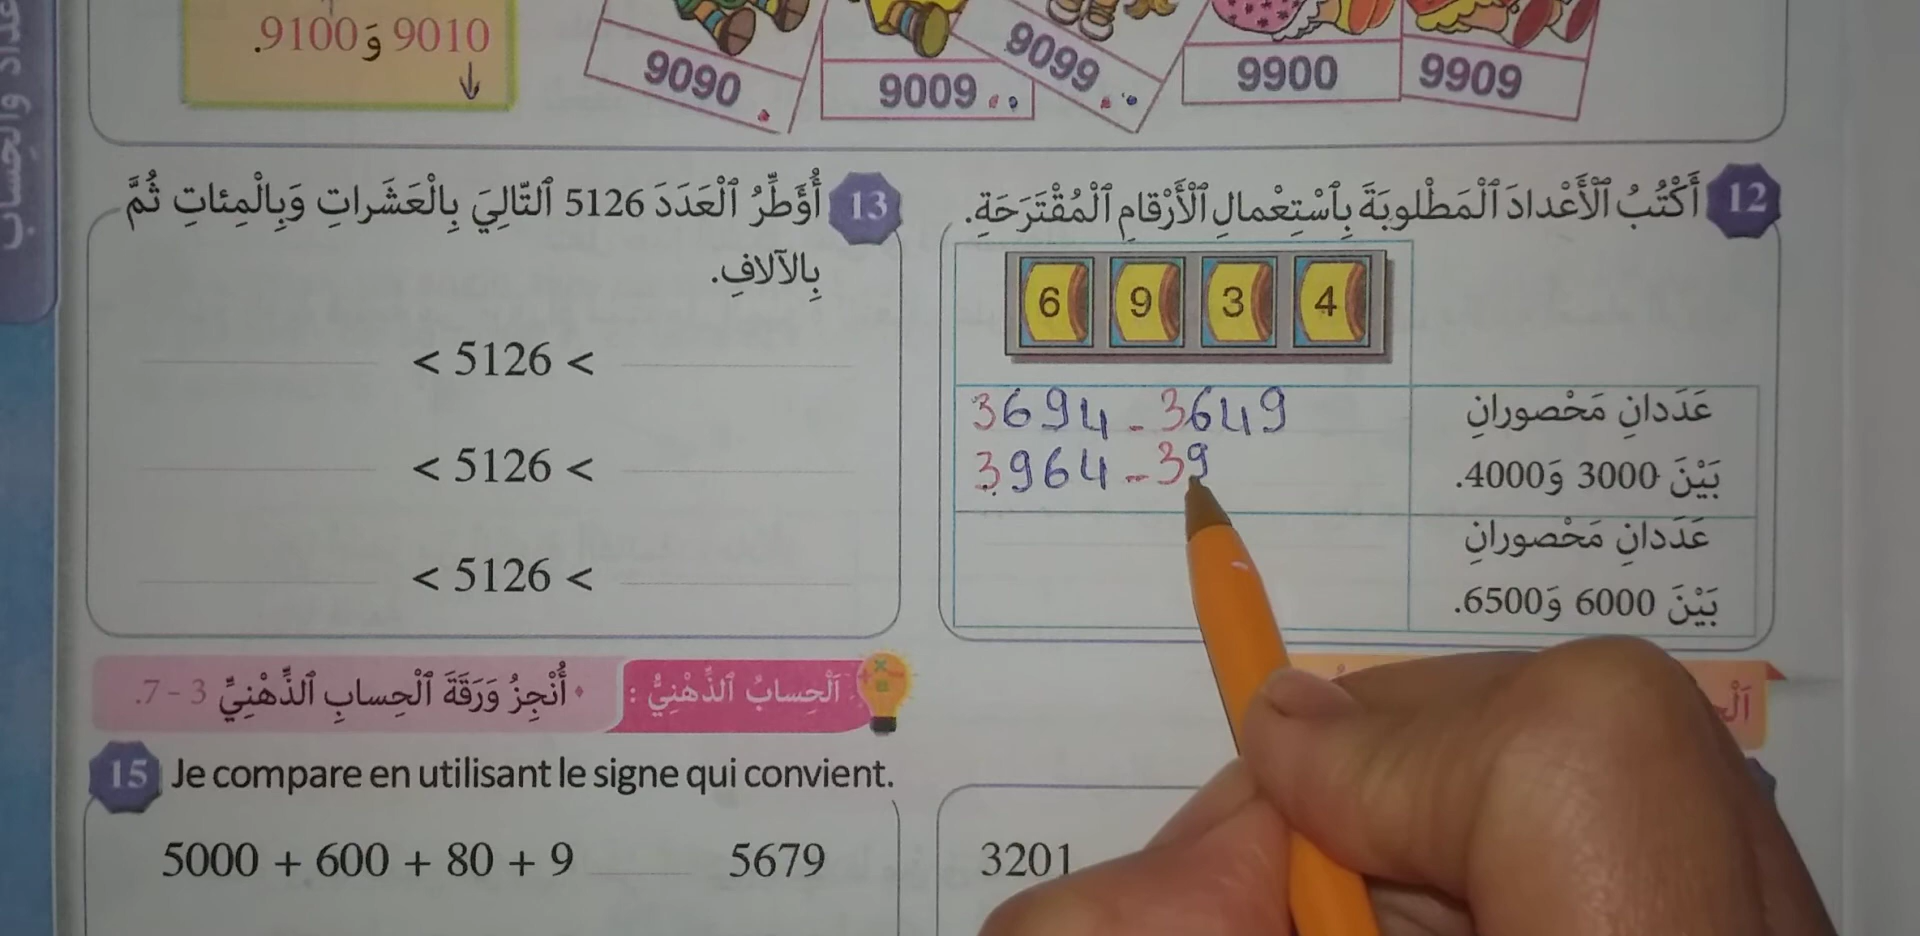 9010 وَ 9100.
9090
9009
9099
9900
9909
12 أَكْتُبُ ٱلْأَعْدادَ ٱلْمَطْلوبَةَ بِٱسْتِعْمالِ ٱلْأَرْقامِ ٱلْمُقْتَرَحَةِ.
6 9 3 4
عَدَدانِ مَحْصورانِ
بَيْنَ 3000 وَ4000.
3694 - 3649
3964 - 39
عَدَدانِ مَحْصورانِ
بَيْنَ 6000 وَ6500.
13 أُؤَطِّرُ ٱلْعَدَدَ 5126 ٱلتّالِيَ بِالْعَشَراتِ وَبِالْمِئاتِ ثُمَّ
بِالآلافِ.
< 5126 <
< 5126 <
< 5126 <
اَلْحِسابُ ٱلذِّهْنِيُّ : • أُنْجِزُ وَرَقَةَ ٱلْحِسابِ ٱلذِّهْنِيِّ 3 - 7.
15 Je compare en utilisant le signe qui convient.
5000 + 600 + 80 + 9 5679
3201